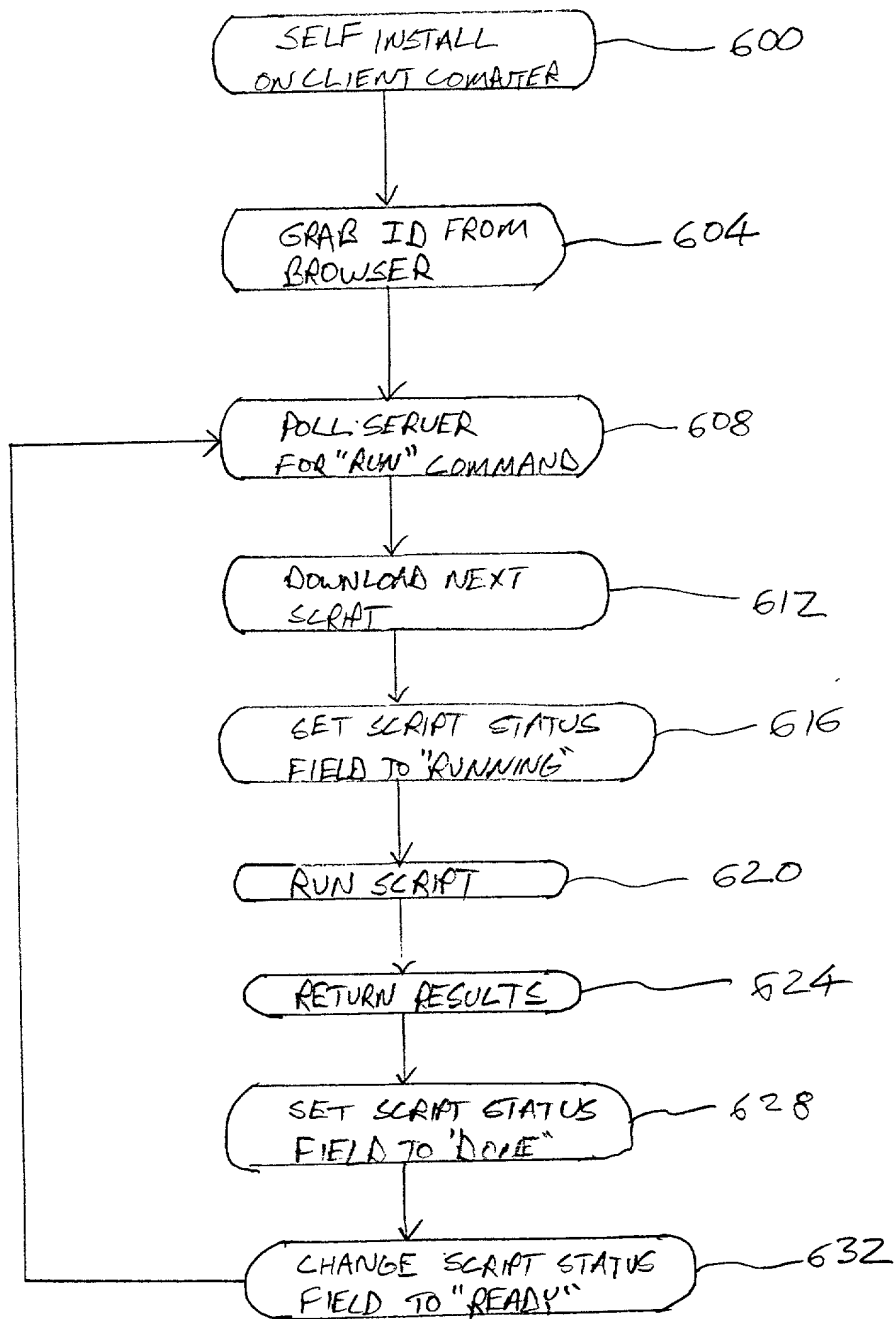 SELF INSTALL
ON CLIENT COMPUTER
600
GRAB ID FROM
BROWSER
604
POLL SERVER
FOR "RUN" COMMAND
608
DOWNLOAD NEXT
SCRIPT
612
SET SCRIPT STATUS
FIELD TO "RUNNING"
616
RUN SCRIPT
620
RETURN RESULTS
624
SET SCRIPT STATUS
FIELD TO "DONE"
628
CHANGE SCRIPT STATUS
FIELD TO "READY"
632